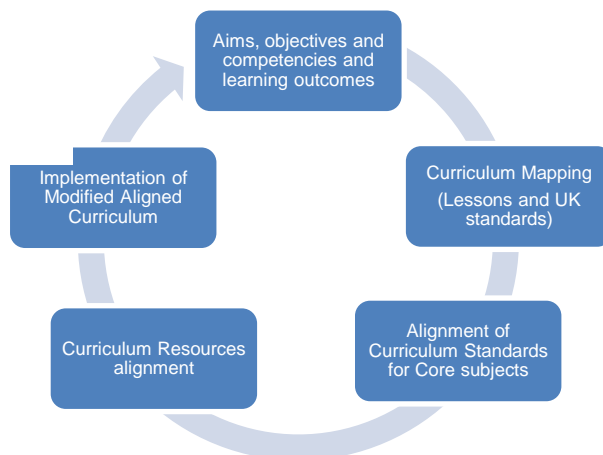 Aims, objectives and
competencies and
learning outcomes
Curriculum Mapping
(Lessons and UK
standards)
Alignment of
Curriculum Standards
for Core subjects
Curriculum Resources
alignment
Implementation of
Modified Aligned
Curriculum